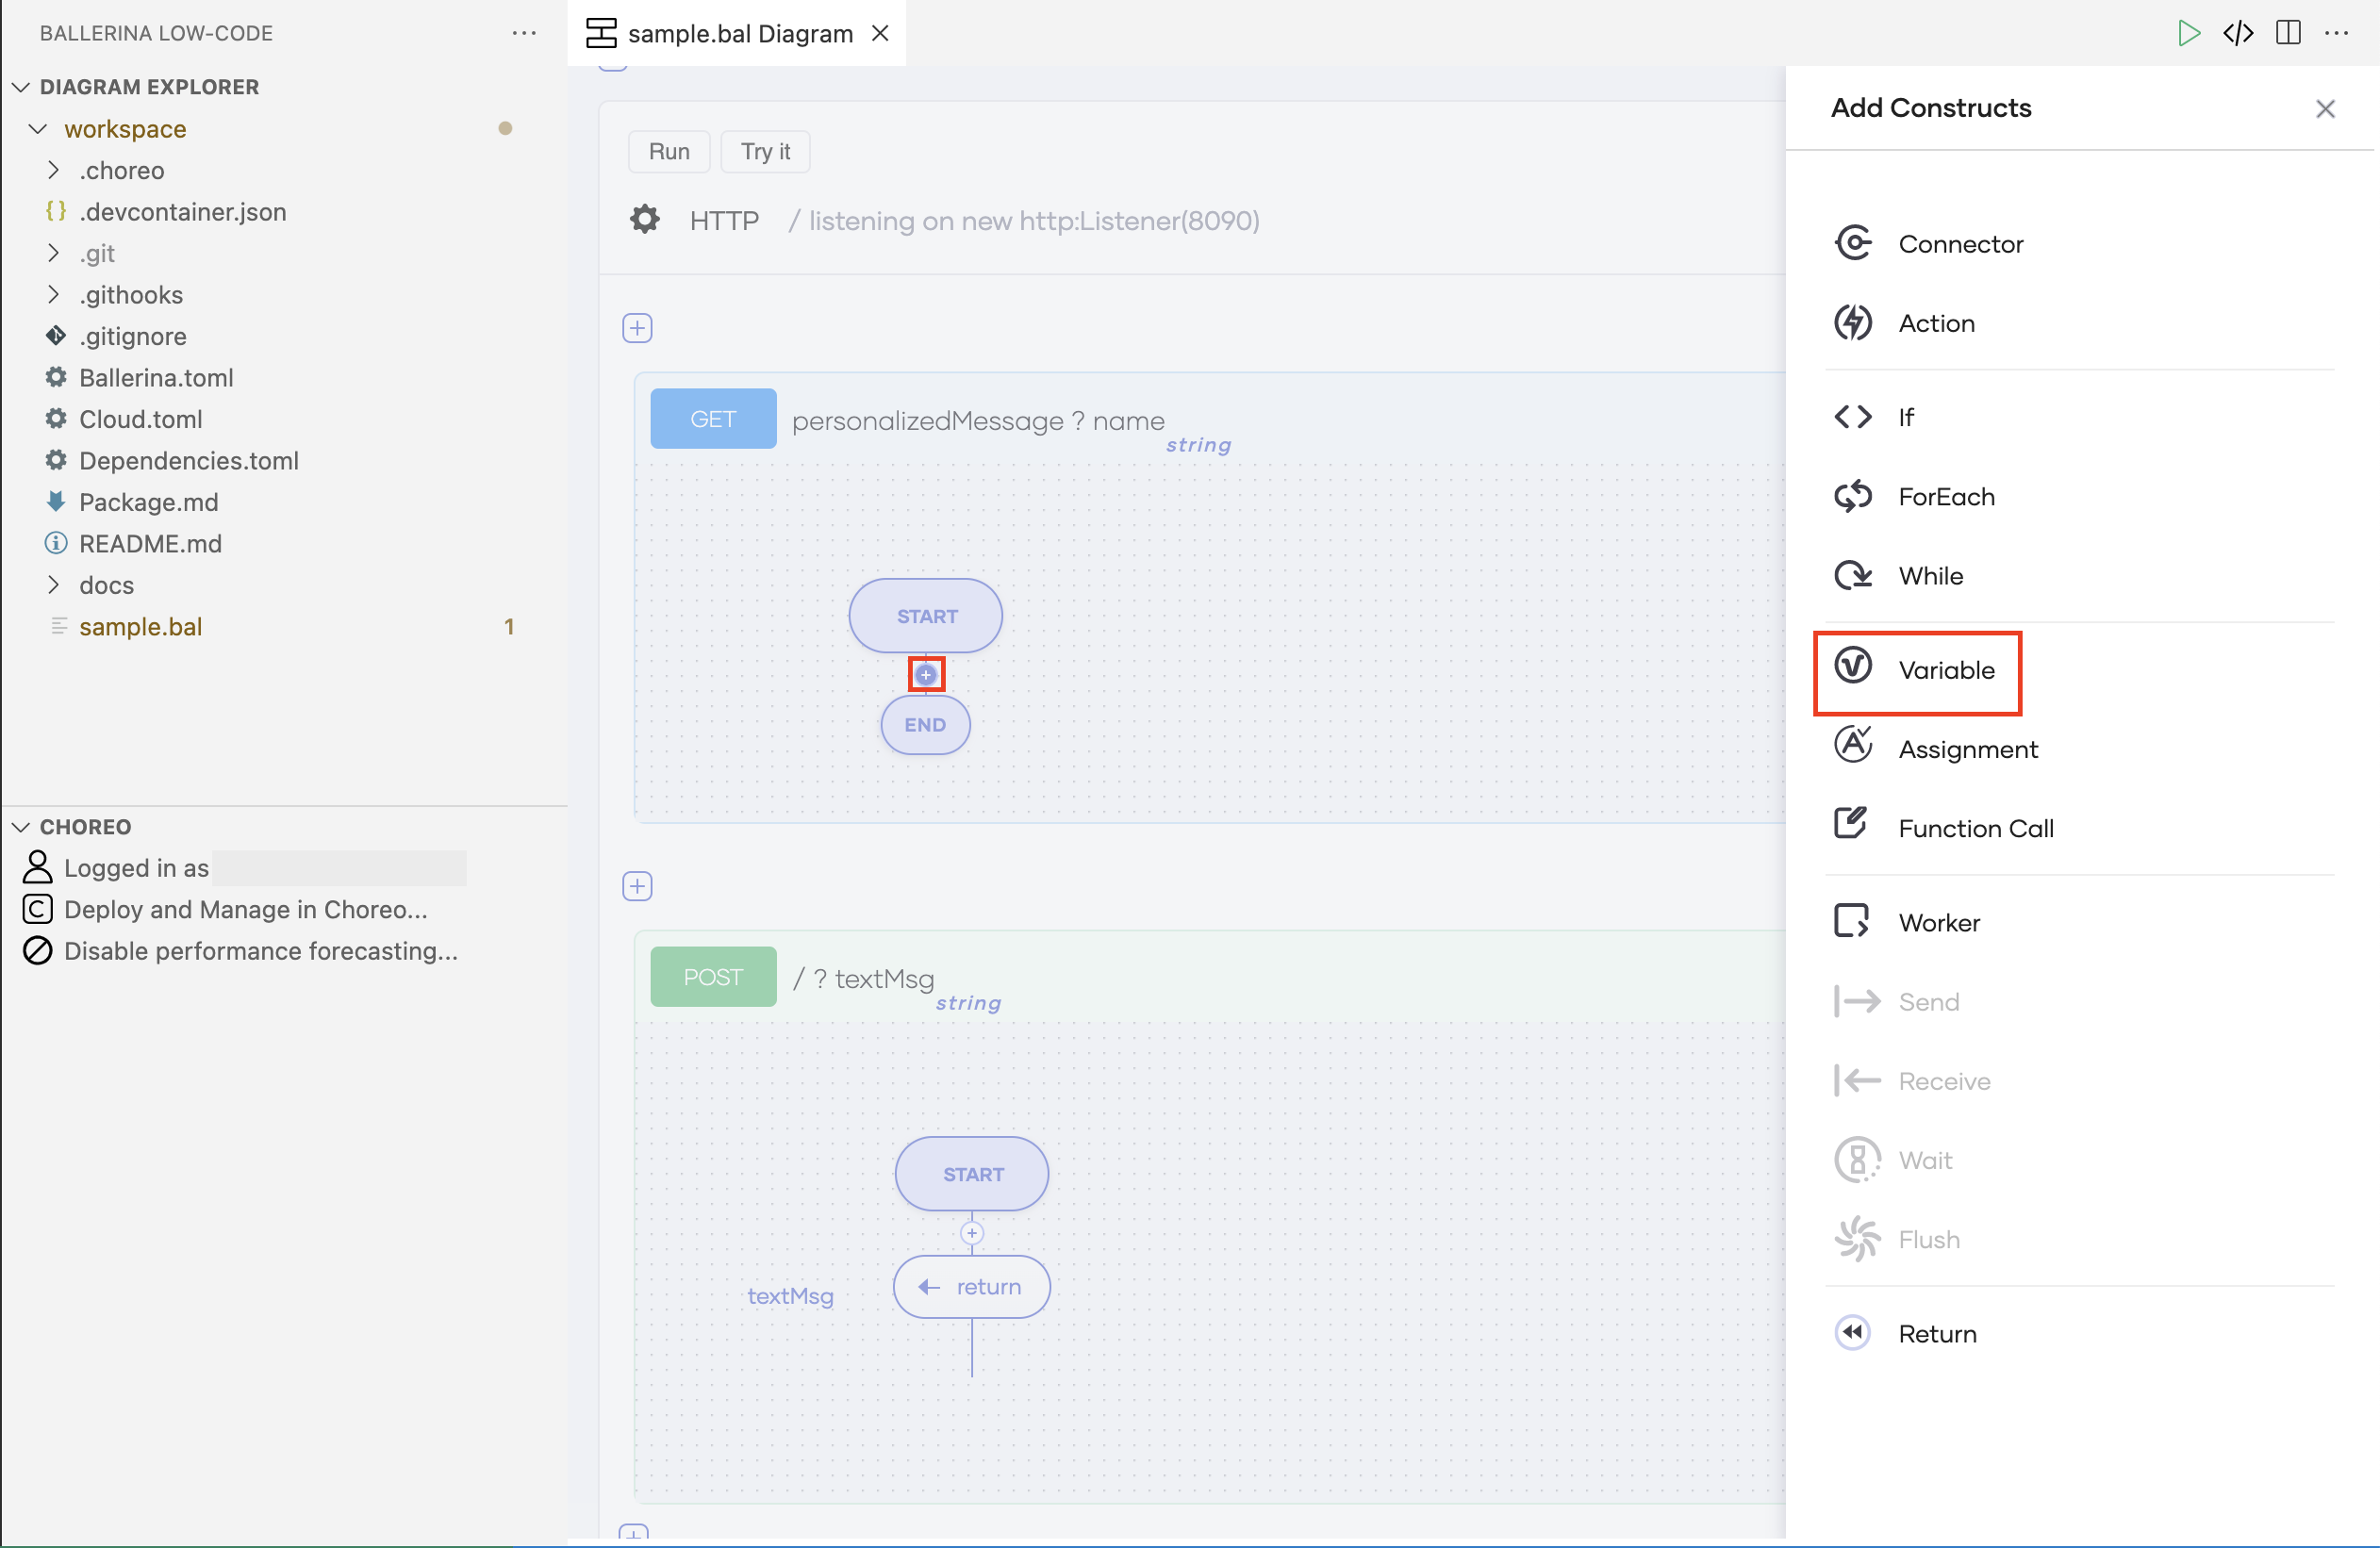 BALLERINA LOW-CODE
DIAGRAM EXPLORER
workspace
.choreo
{} .devcontainer.json
.git
.githooks
.gitignore
Ballerina.toml
Cloud.toml
Dependencies.toml
Package.md
README.md
docs
sample.bal 1
CHOREO
Logged in as
Deploy and Manage in Choreo...
Disable performance forecasting...
sample.bal Diagram
Run Try it
HTTP / listening on new http:Listener(8090)
GET personalizedMessage ? name
string
START
END
POST / ? textMsg
string
START
textMsg
return
Add Constructs
Connector
Action
If
ForEach
While
Variable
Assignment
Function Call
Worker
Send
Receive
Wait
Flush
Return